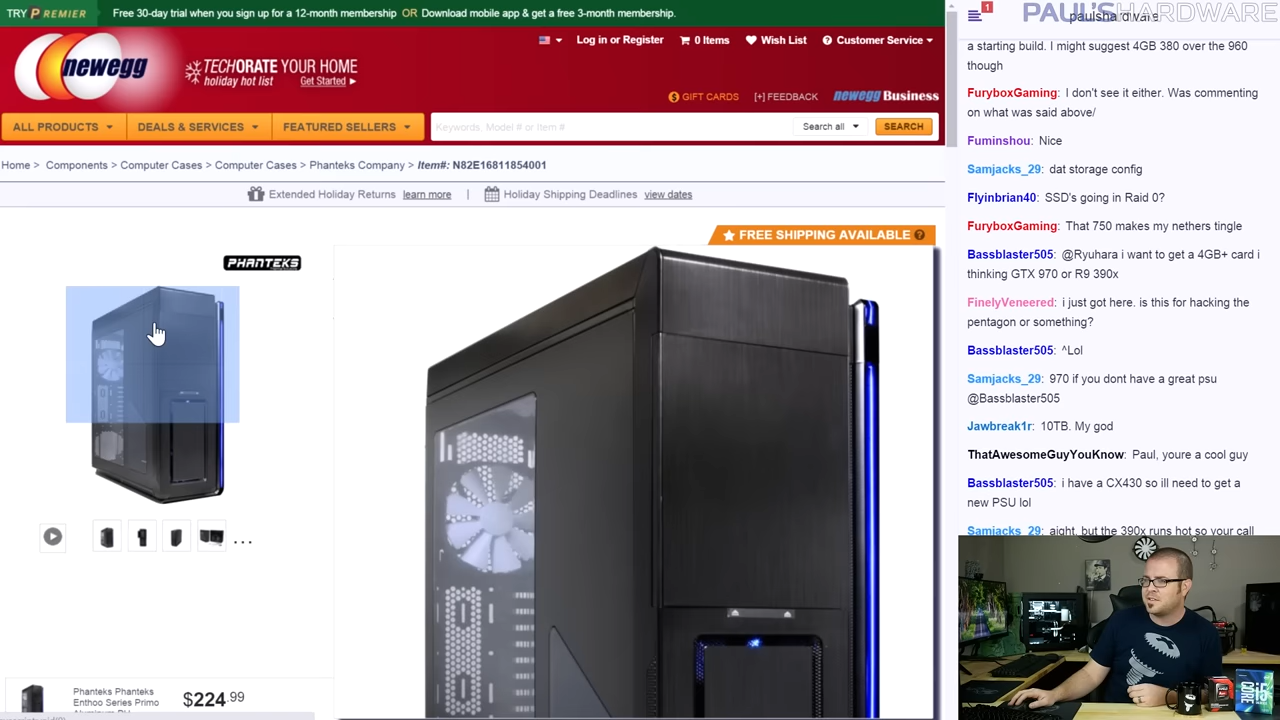 TRY PREMIER
Free 30-day trial when you sign up for a 12-month membership OR Download mobile app & get a free 3-month membership.
newegg
TECHORATE YOUR HOME
holiday hot list
Get Started
Log in or Register
0 Items
Wish List
Customer Service
GIFT CARDS
[+] FEEDBACK
newegg Business
ALL PRODUCTS
DEALS & SERVICES
FEATURED SELLERS
Keywords, Model # or Item #
Search all
SEARCH
Home > Components > Computer Cases > Computer Cases > Phanteks Company > Item#: N82E16811854001
Extended Holiday Returns learn more | Holiday Shipping Deadlines view dates
FREE SHIPPING AVAILABLE
PHANTEKS
...
Phanteks Phanteks
Enthoo Series Primo
$224.99
1
PAUL'S HARDWARE
paulshardware
a starting build. I might suggest 4GB 380 over the 960
though
FuryboxGaming: I don't see it either. Was commenting
on what was said above/
Fuminshou: Nice
Samjacks_29: dat storage config
Flyinbrian40: SSD's going in Raid 0?
FuryboxGaming: That 750 makes my nethers tingle
Bassblaster505: @Ryuhara i want to get a 4GB+ card i
thinking GTX 970 or R9 390x
FinelyVeneered: i just got here. is this for hacking the
pentagon or something?
Bassblaster505: ^Lol
Samjacks_29: 970 if you dont have a great psu
@Bassblaster505
Jawbreak1r: 10TB. My god
ThatAwesomeGuyYouKnow: Paul, youre a cool guy
Bassblaster505: i have a CX430 so ill need to get a
new PSU lol
Samjacks_29: aight, but the 390x runs hot so your call